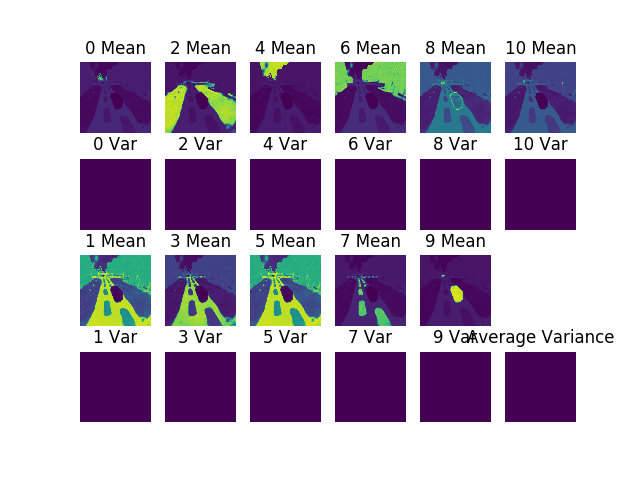 0 Mean 2 Mean 4 Mean 6 Mean 8 Mean 10 Mean
0 Var 2 Var 4 Var 6 Var 8 Var 10 Var
1 Mean 3 Mean 5 Mean 7 Mean 9 Mean
1 Var 3 Var 5 Var 7 Var 9 Var Average Variance